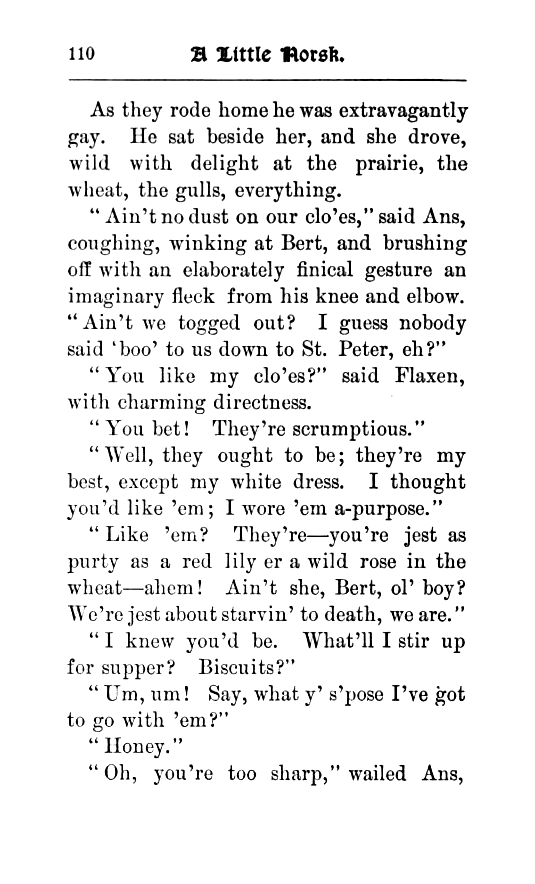 110 A Little Norsk.
As they rode home he was extravagantly
gay. He sat beside her, and she drove,
wild with delight at the prairie, the
wheat, the gulls, everything.
“Ain’t no dust on our clo’es,” said Ans,
coughing, winking at Bert, and brushing
off with an elaborately finical gesture an
imaginary fleck from his knee and elbow.
“Ain’t we togged out? I guess nobody
said ‘boo’ to us down to St. Peter, eh?”
“You like my clo’es?” said Flaxen,
with charming directness.
“You bet! They’re scrumptious.”
“Well, they ought to be; they’re my
best, except my white dress. I thought
you’d like ’em; I wore ’em a-purpose.”
“Like ’em? They’re—you’re jest as
purty as a red lily er a wild rose in the
wheat—ahem! Ain’t she, Bert, ol’ boy?
We’re jest about starvin’ to death, we are.”
“I knew you’d be. What’ll I stir up
for supper? Biscuits?”
“Um, um! Say, what y’ s’pose I’ve got
to go with ’em?”
“Honey.”
“Oh, you’re too sharp,” wailed Ans,